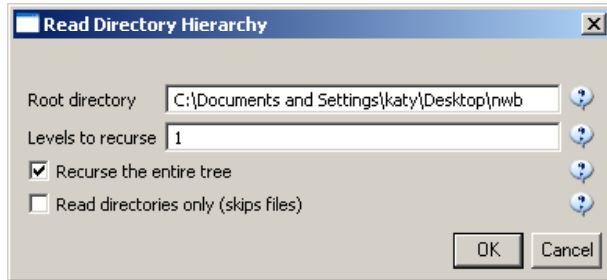 Read Directory Hierarchy
Root directory C:\Documents and Settings\katy\Desktop\nwb
Levels to recurse 1
Recurse the entire tree
Read directories only (skips files)
OK Cancel